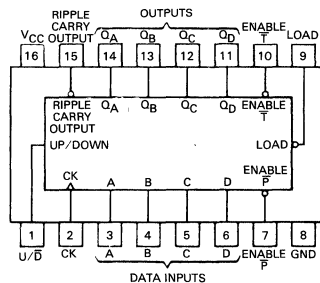 OUTPUTS
RIPPLE
CARRY
VCC OUTPUT QA QB QC QD ENABLE T̅ LOAD
16 15 14 13 12 11 10 9
RIPPLE
CARRY
OUTPUT
QA QB QC QD ENABLE
T̅
UP/DOWN
LOAD
ENABLE
P̅
CK A B C D
1 2 3 4 5 6 7 8
U/D̅ CK A B C D ENABLE GND
P̅
DATA INPUTS